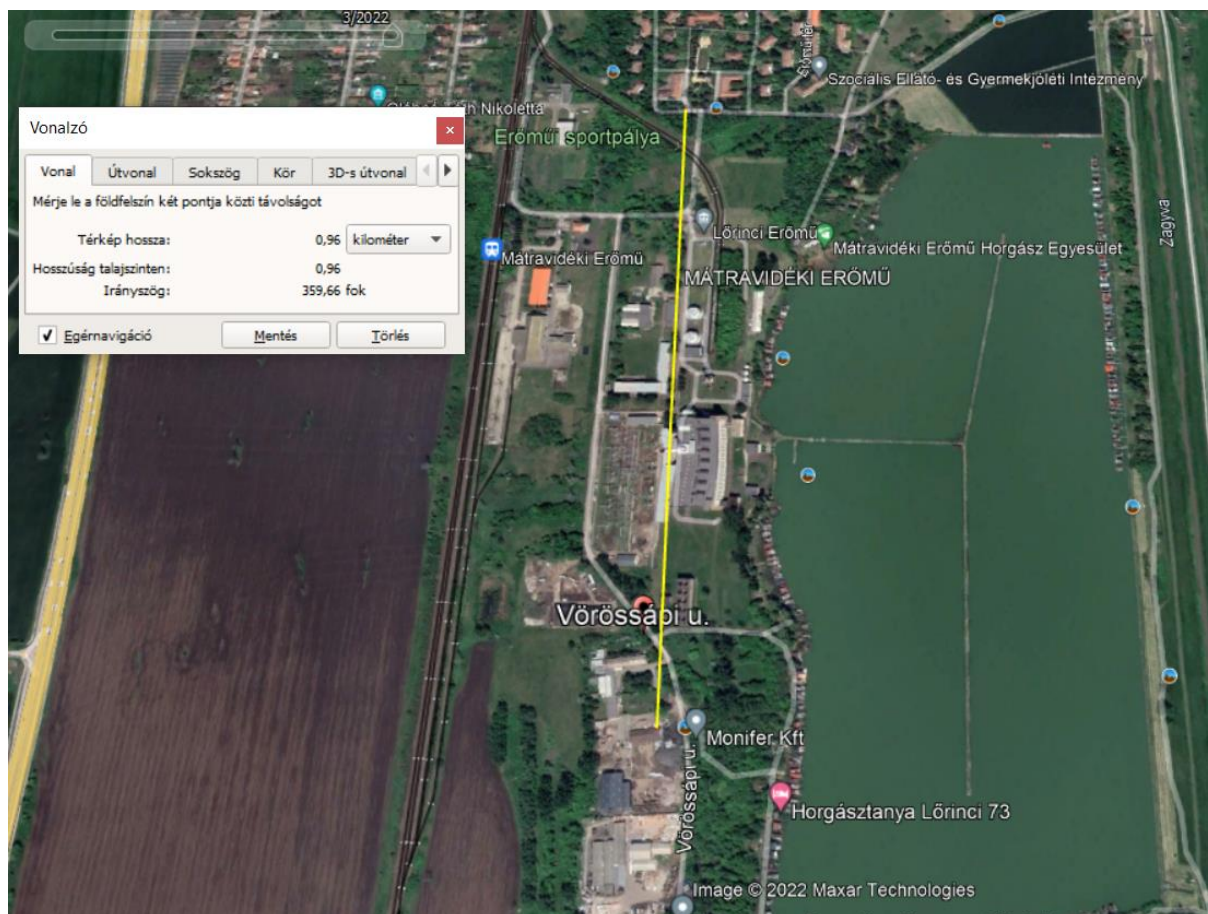 3/2022
Szociális Ellátó- és Gyermekjóléti Intézmény
Nikoletta
Vonalzó
Erőmű sportpálya
Vonal Útvonal Sokszög Kör 3D-s útvonal
Mérje le a földfelszín két pontja közti távolságot
Térkép hossza: 0,96 kilométer
Hosszúság talajszinten: 0,96
Irányszög: 359,66 fok
Egérnavigáció Mentés Törlés
Zagyva
Lőrinci Erőmű
Mátravidéki Erőmű
Mátravidéki Erőmű Horgász Egyesület
MÁTRAVIDÉKI ERŐMŰ
Vörössápi u.
Monifer Kft
Vörössápi u.
Horgásztanya Lőrinci 73
Image © 2022 Maxar Technologies